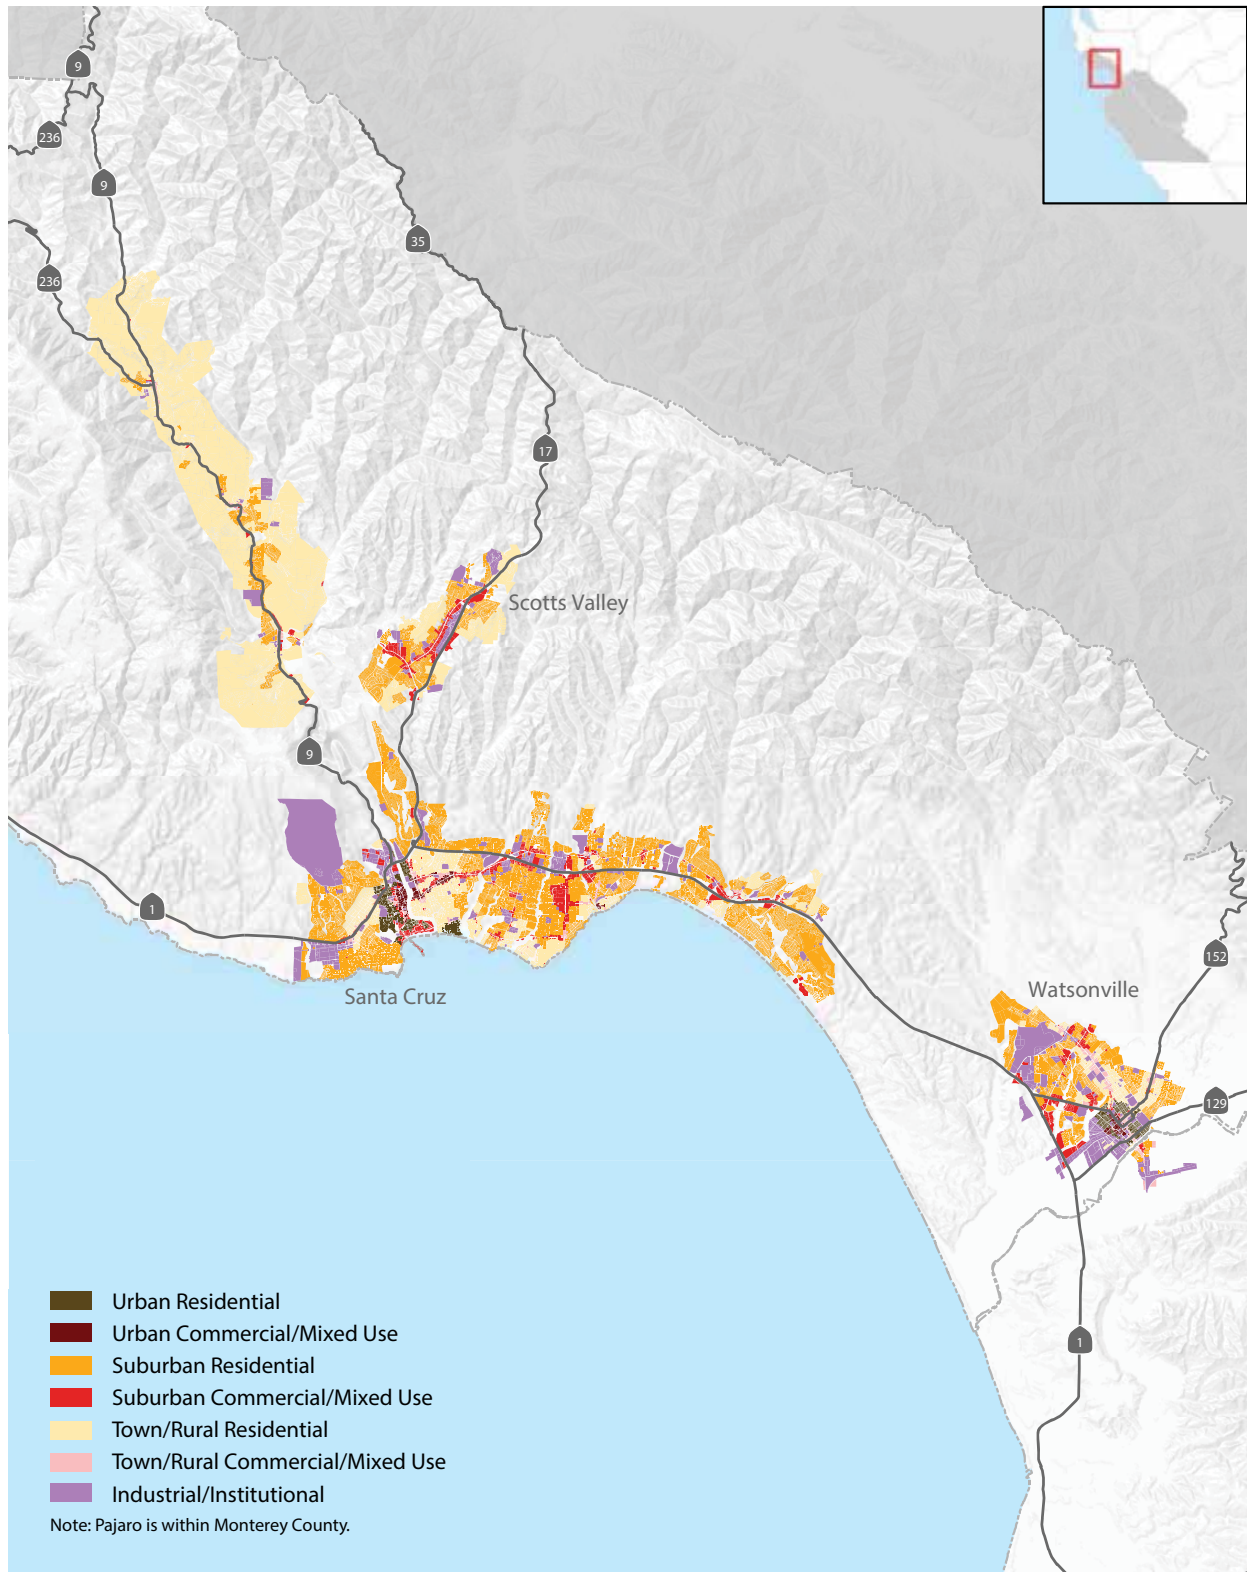 9
236
9
35
236
17
Scotts Valley
9
1
152
Santa Cruz
Watsonville
129
1
Urban Residential
Urban Commercial/Mixed Use
Suburban Residential
Suburban Commercial/Mixed Use
Town/Rural Residential
Town/Rural Commercial/Mixed Use
Industrial/Institutional
Note: Pajaro is within Monterey County.